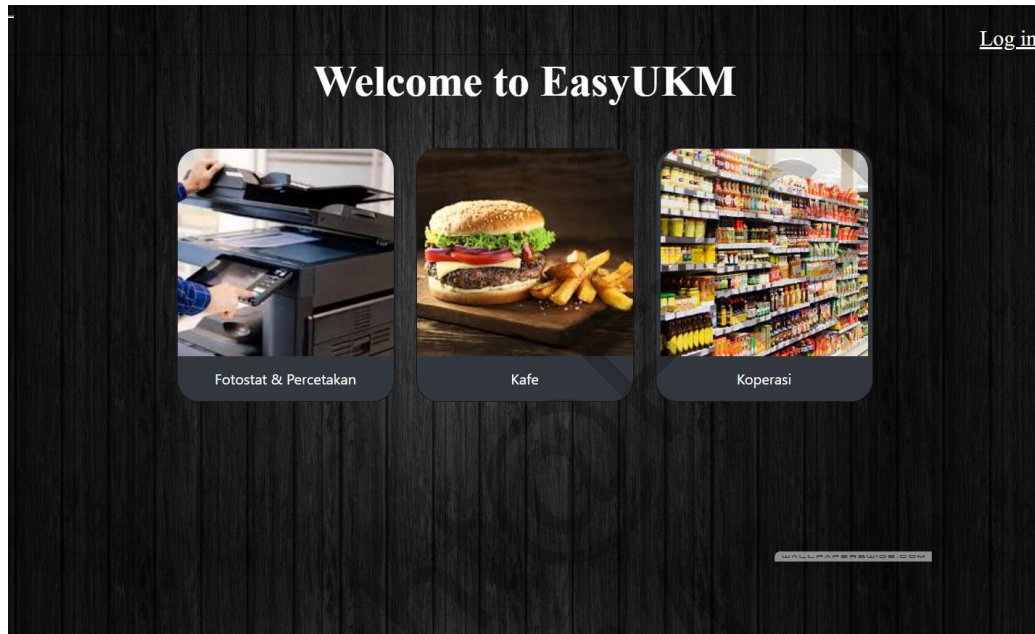 Log in
Welcome to EasyUKM
Fotostat & Percetakan
Kafe
Koperasi
WALLPAPERSWIDE.COM